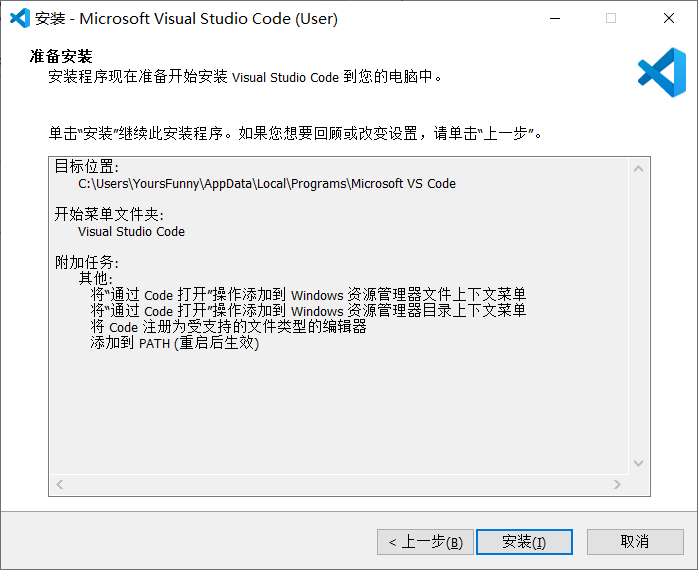 安装 - Microsoft Visual Studio Code (User)
准备安装
安装程序现在准备开始安装 Visual Studio Code 到您的电脑中。
单击“安装”继续此安装程序。如果您想要回顾或改变设置，请单击“上一步”。
目标位置:
C:\Users\YoursFunny\AppData\Local\Programs\Microsoft VS Code
开始菜单文件夹:
Visual Studio Code
附加任务:
其他:
将“通过 Code 打开”操作添加到 Windows 资源管理器文件上下文菜单
将“通过 Code 打开”操作添加到 Windows 资源管理器目录上下文菜单
将 Code 注册为受支持的文件类型的编辑器
添加到 PATH (重启后生效)
< 上一步(B) 安装(I) 取消